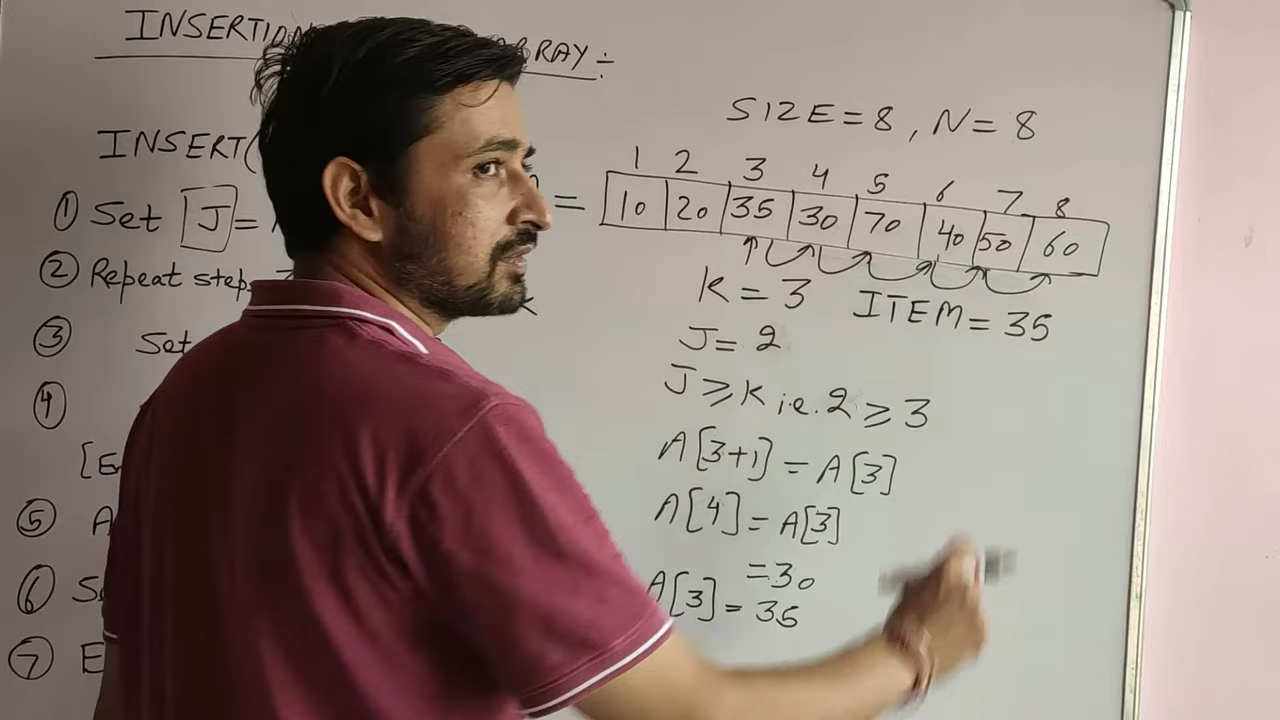 INSERTION ARRAY ÷
INSERT(
① Set J =
② Repeat steps
③ Set
④
[E
⑤ A
⑥ S
⑦ E
SIZE = 8 , N = 8
1 2 3 4 5 6 7 8
= 10 20 35 30 70 40 50 60
K = 3 ITEM = 35
J = 2
J ⩾ K i.e. 2 ⩾ 3
A[3+1] = A[3]
A[4] = A[3]
= 30
A[3] = 35